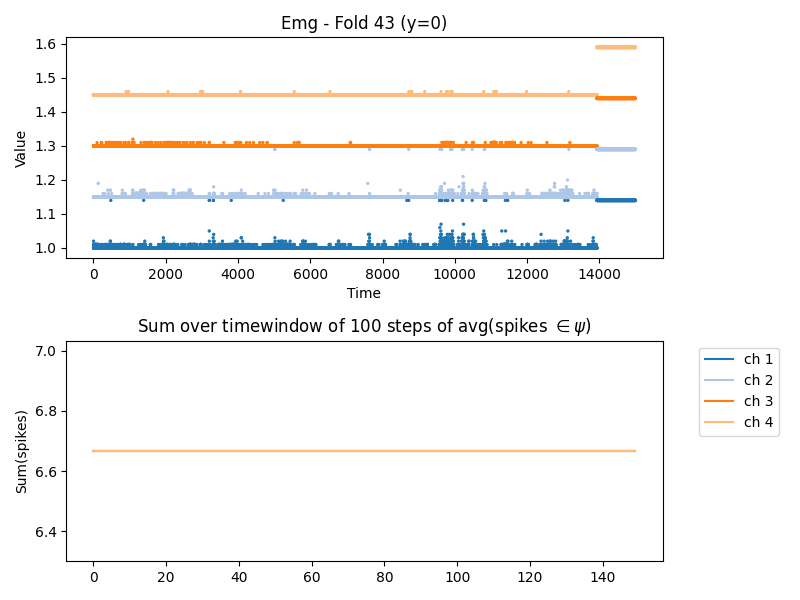 Emg - Fold 43 (y=0)
1.6
1.5
1.4
1.3
1.2
1.1
1.0
Value
0 2000 4000 6000 8000 10000 12000 14000
Time
Sum over timewindow of 100 steps of avg(spikes ∈ ψ)
7.0
6.8
6.6
6.4
Sum(spikes)
0 20 40 60 80 100 120 140
ch 1
ch 2
ch 3
ch 4